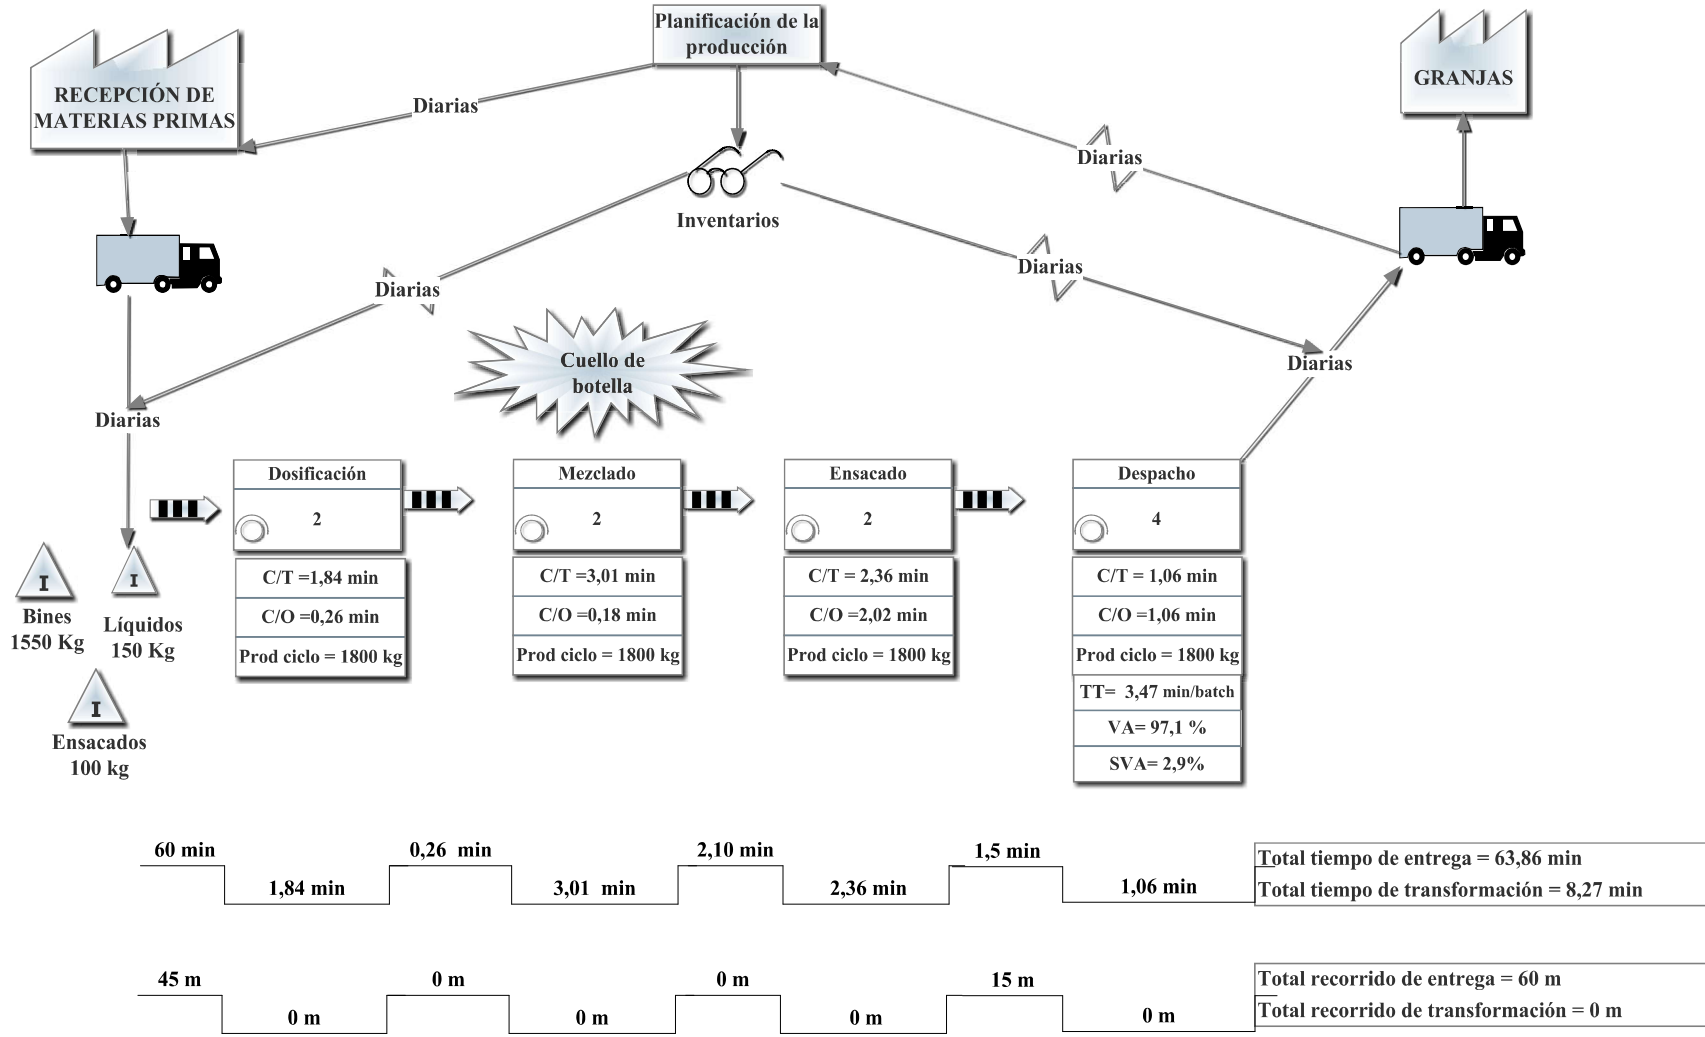 Planificación de la
producción
RECEPCIÓN DE
MATERIAS PRIMAS
GRANJAS
Diarias
Diarias
Inventarios
Diarias
Diarias
Cuello de
botella
Diarias
Diarias
Dosificación
2
C/T =1,84 min
C/O =0,26 min
Prod ciclo = 1800 kg
Mezclado
2
C/T =3,01 min
C/O =0,18 min
Prod ciclo = 1800 kg
Ensacado
2
C/T = 2,36 min
C/O =2,02 min
Prod ciclo = 1800 kg
Despacho
4
C/T = 1,06 min
C/O =1,06 min
Prod ciclo = 1800 kg
TT= 3,47 min/batch
VA= 97,1 %
SVA= 2,9%
I
Bines
1550 Kg
I
Líquidos
150 Kg
I
Ensacados
100 kg
60 min
0,26 min
2,10 min
1,5 min
1,84 min
3,01 min
2,36 min
1,06 min
Total tiempo de entrega = 63,86 min
Total tiempo de transformación = 8,27 min
45 m
0 m
0 m
15 m
0 m
0 m
0 m
0 m
Total recorrido de entrega = 60 m
Total recorrido de transformación = 0 m